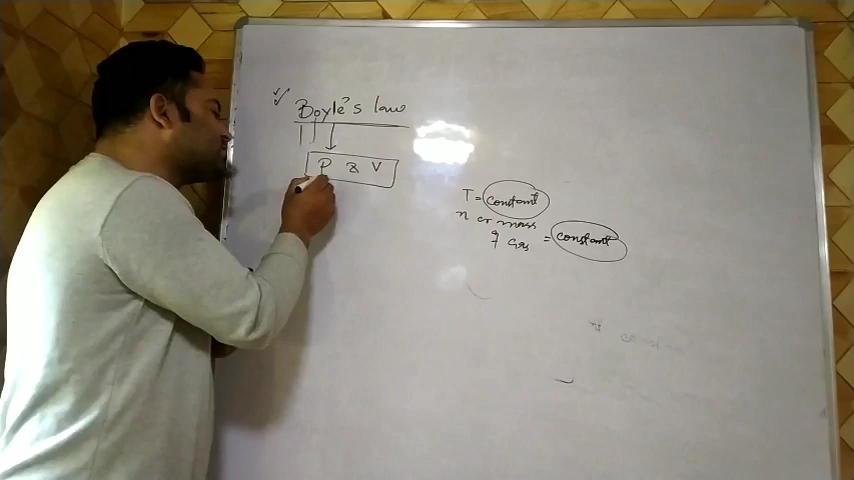 Boyle's law
P & V
T = constant
n or mass
of Gas = constant